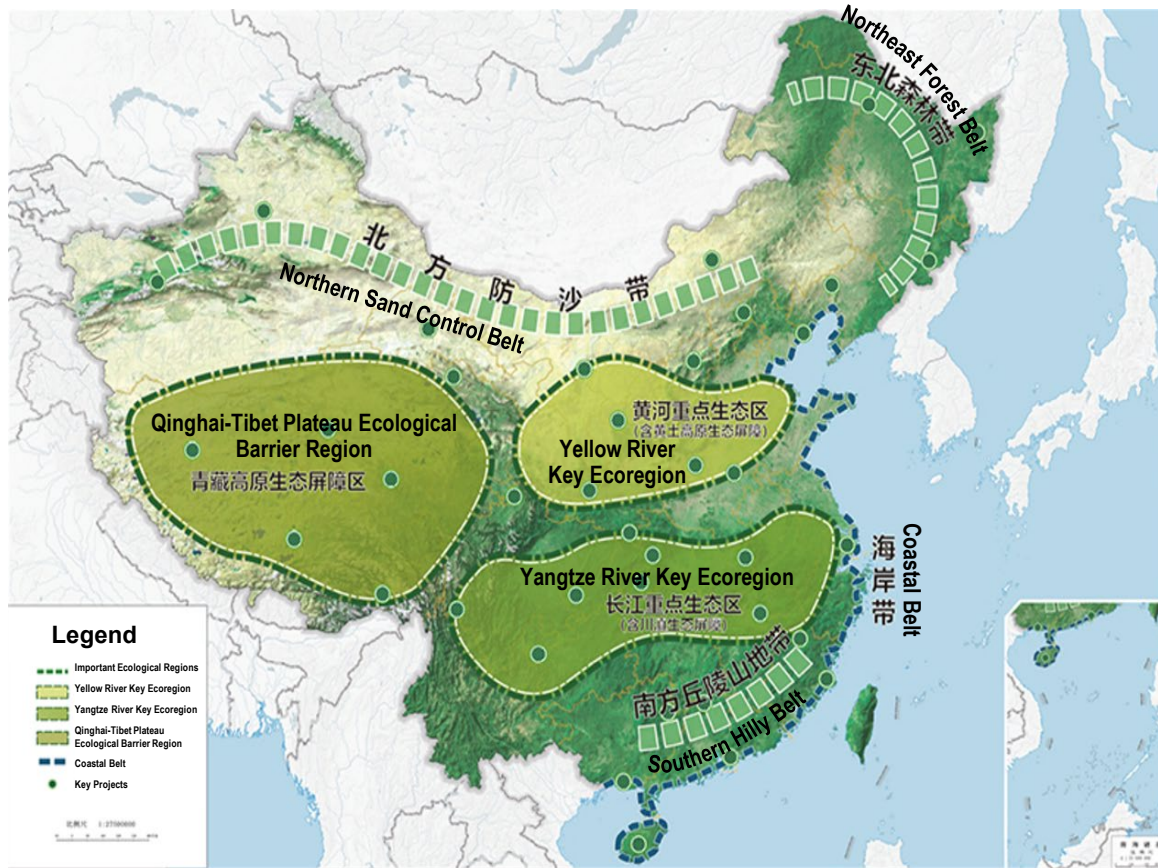 Northeast Forest Belt
东北森林带
北方防沙带
Northern Sand Control Belt
Qinghai-Tibet Plateau Ecological
Barrier Region
青藏高原生态屏障区
黄河重点生态区
(含黄土高原生态屏障)
Yellow River
Key Ecoregion
Yangtze River Key Ecoregion
长江重点生态区
(含川滇生态屏障)
海岸带
Coastal Belt
南方丘陵山地带
Southern Hilly Belt
Legend
Important Ecological Regions
Yellow River Key Ecoregion
Yangtze River Key Ecoregion
Qinghai-Tibet Plateau
Ecological Barrier Region
Coastal Belt
Key Projects
比例尺